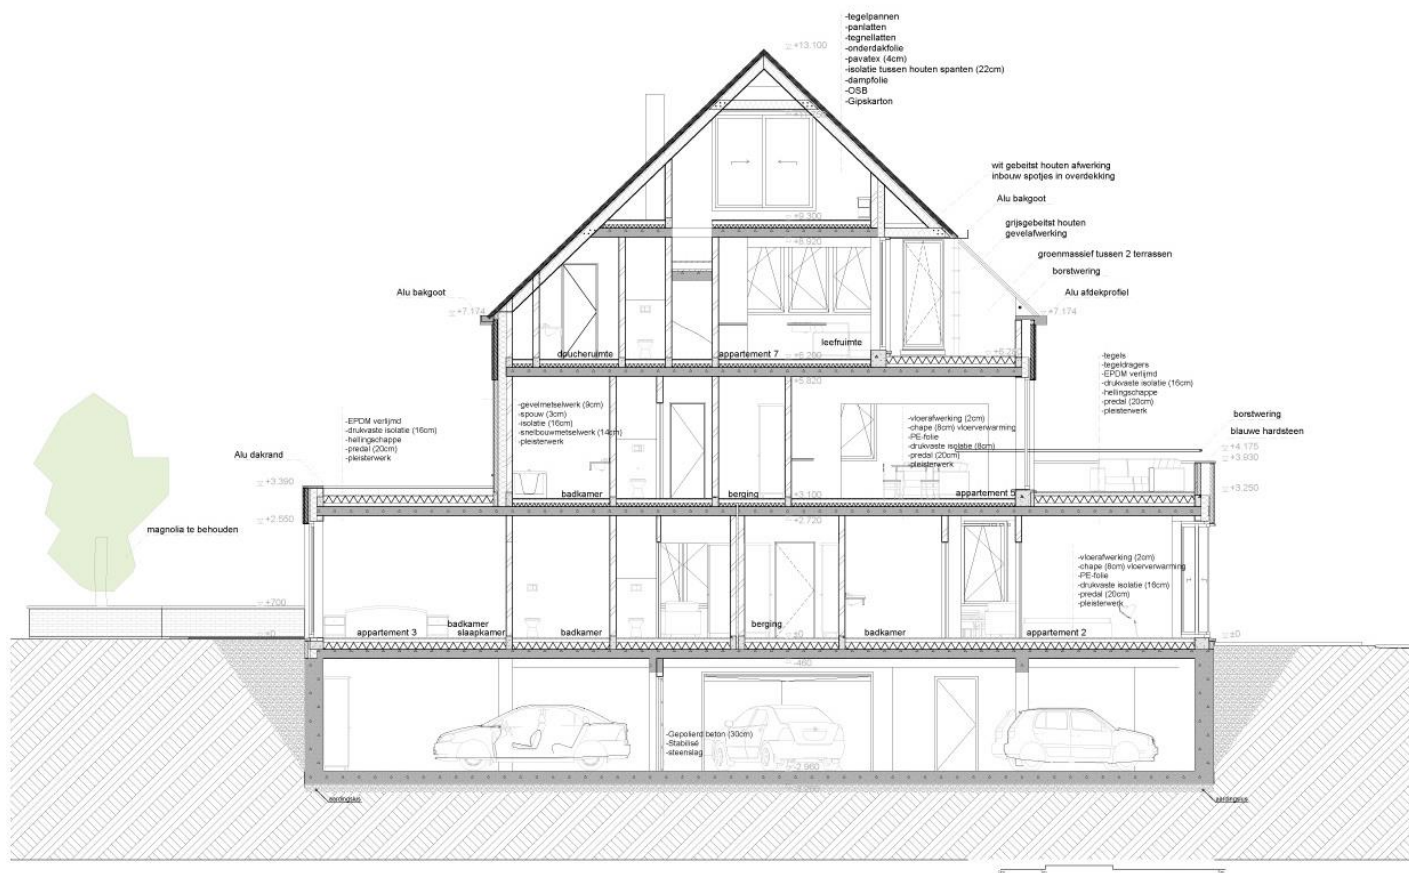 -tegelpannen
-panlatten
-tegnellatten
-onderdakfolie
-pavatex (4cm)
-isolatie tussen houten spanten (22cm)
-dampfolie
-OSB
-Gipskarton
+13.100
wit gebeitst houten afwerking
inbouw spotjes in overdekking
Alu bakgoot
+9.300
+8.920
grijsgebeitst houten
gevelafwerking
groenmassief tussen 2 terrassen
borstwering
Alu bakgoot
Alu afdekprofiel
+7.174
+7.174
leefruimte
doucheruimte
appartement 7
+6.290
+5.820
-tegels
-tegeldragers
-EPDM verlijmd
-drukvaste isolatie (16cm)
-hellingschappe
-predal (20cm)
-pleisterwerk
-gevelmetselwerk (9cm)
-spouw (3cm)
-isolatie (16cm)
-snelbouwmetselwerk (14cm)
-pleisterwerk
-EPDM verlijmd
-drukvaste isolatie (16cm)
-hellingschappe
-predal (20cm)
-pleisterwerk
-vloerafwerking (2cm)
-chape (8cm) vloerverwarming
-PE-folie
-drukvaste isolatie (8cm)
-predal (20cm)
-pleisterwerk
borstwering
blauwe hardsteen
+4.175
+3.930
Alu dakrand
+3.390
+3.250
badkamer
berging
+3.100
appartement 5
+2.550
+2.720
magnolia te behouden
-vloerafwerking (2cm)
-chape (8cm) vloerverwarming
-PE-folie
-drukvaste isolatie (16cm)
-predal (20cm)
-pleisterwerk
+700
badkamer
berging
±0
appartement 3
slaapkamer
badkamer
±0
badkamer
appartement 2
±0
-460
-Gepolierd beton (30cm)
-Stabilisé
-steenslag
-2.960
aardingslus
aardingslus